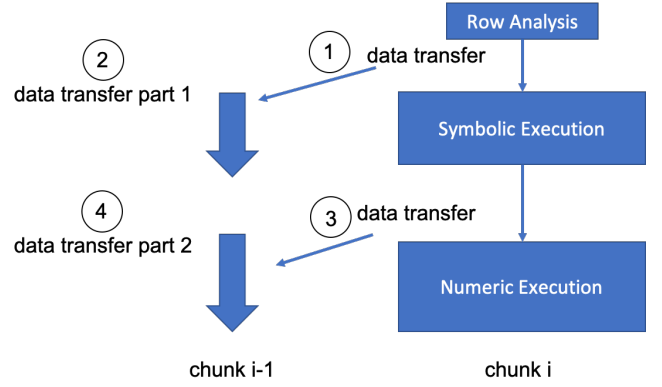 Row Analysis
1 data transfer
2
data transfer part 1
Symbolic Execution
4
3 data transfer
data transfer part 2
Numeric Execution
chunk i-1
chunk i